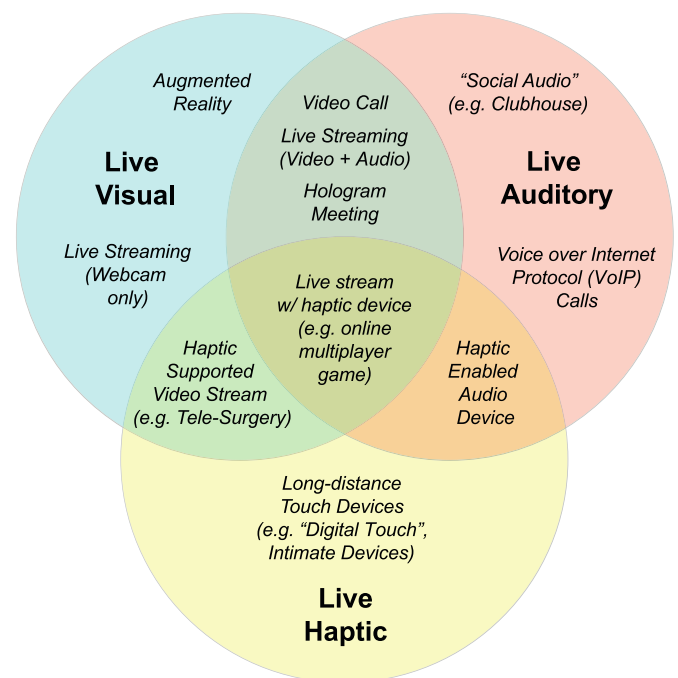 Augmented
Reality
Live
Visual
Live Streaming
(Webcam
only)
Video Call
Live Streaming
(Video + Audio)
Hologram
Meeting
“Social Audio”
(e.g. Clubhouse)
Live
Auditory
Voice over Internet
Protocol (VoIP)
Calls
Live stream
w/ haptic device
(e.g. online
multiplayer
game)
Haptic
Supported
Video Stream
(e.g. Tele-Surgery)
Haptic
Enabled
Audio
Device
Long-distance
Touch Devices
(e.g. “Digital Touch”,
Intimate Devices)
Live
Haptic